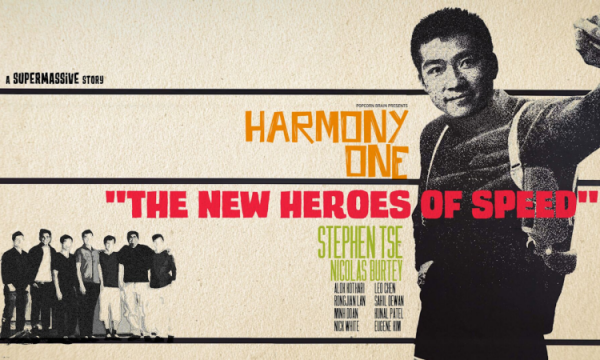 A SUPERMASSIVE STORY
POPCORN BRAIN PRESENTS
HARMONY
ONE
"THE NEW HEROES OF SPEED"
STEPHEN TSE
NICOLAS BURTEY
ALOK KOTHARI LEO CHEN
RONGJIAN LAN SAHIL DEWAN
MINH DOAN KUNAL PATEL
NICK WHITE EUGENE KIM